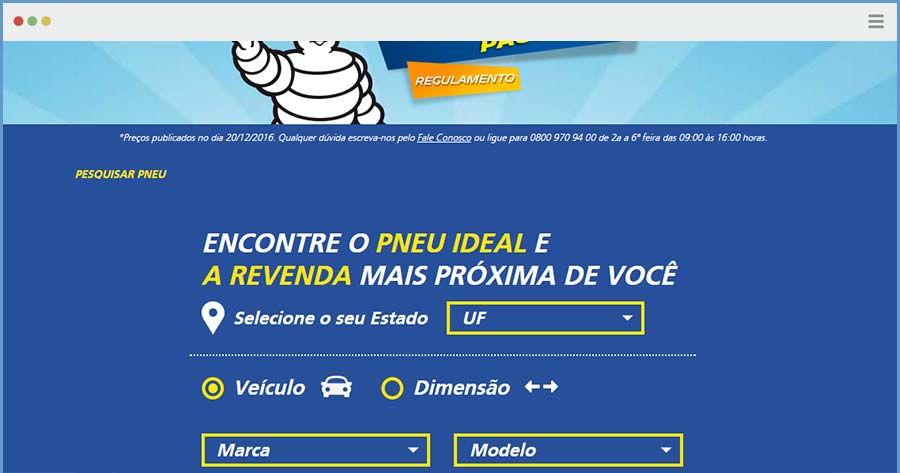 REGULAMENTO
*Preços publicados no dia 20/12/2016. Qualquer dúvida escreva-nos pelo Fale Conosco ou ligue para 0800 970 94 00 de 2a a 6ª feira das 09:00 às 16:00 horas.
PESQUISAR PNEU
ENCONTRE O PNEU IDEAL E
A REVENDA MAIS PRÓXIMA DE VOCÊ
Selecione o seu Estado UF
Veículo Dimensão
Marca Modelo